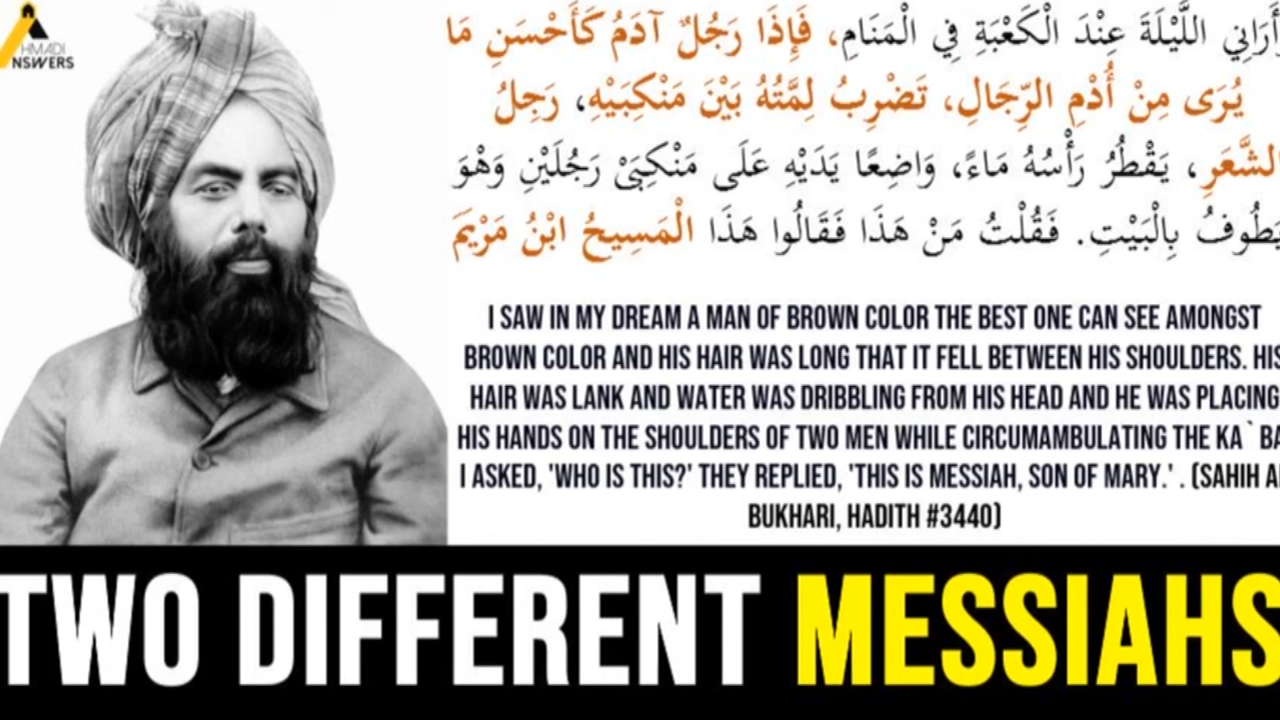 HMADI
NSWERS
أَرَانِي اللَّيْلَةَ عِنْدَ الْكَعْبَةِ فِي الْمَنَامِ، فَإِذَا رَجُلٌ آدَمُ كَأَحْسَنِ مَا
يُرَى مِنْ أُدْمِ الرِّجَالِ، تَضْرِبُ لِمَّتُهُ بَيْنَ مَنْكِبَيْهِ، رَجِلُ
الشَّعَرِ، يَقْطُرُ رَأْسُهُ مَاءً، وَاضِعًا يَدَيْهِ عَلَى مَنْكِبَىْ رَجُلَيْنِ وَهْوَ
يَطُوفُ بِالْبَيْتِ. فَقُلْتُ مَنْ هَذَا فَقَالُوا هَذَا الْمَسِيحُ ابْنُ مَرْيَمَ
I SAW IN MY DREAM A MAN OF BROWN COLOR THE BEST ONE CAN SEE AMONGST
BROWN COLOR AND HIS HAIR WAS LONG THAT IT FELL BETWEEN HIS SHOULDERS. HIS
HAIR WAS LANK AND WATER WAS DRIBBLING FROM HIS HEAD AND HE WAS PLACING
HIS HANDS ON THE SHOULDERS OF TWO MEN WHILE CIRCUMAMBULATING THE KA`BA
I ASKED, 'WHO IS THIS?' THEY REPLIED, 'THIS IS MESSIAH, SON OF MARY.' . (SAHIH A
BUKHARI, HADITH #3440)
TWO DIFFERENT MESSIAHS